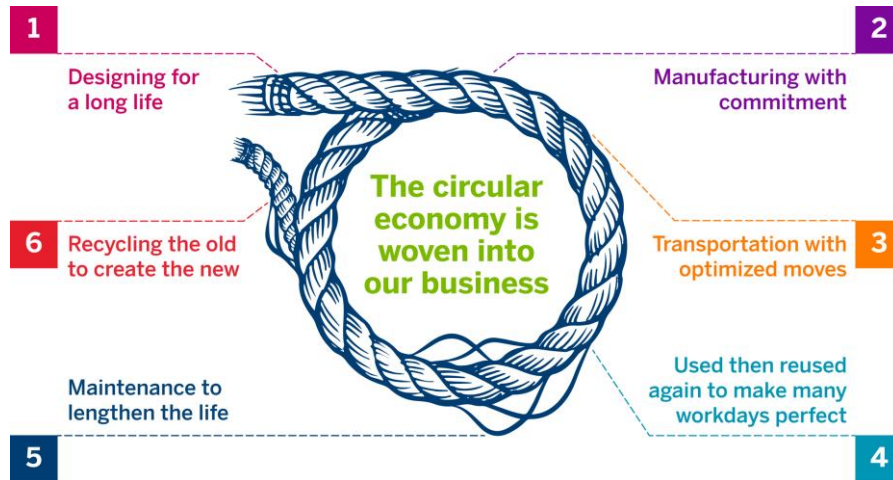 1
Designing for
a long life
2
Manufacturing with
commitment
The circular
economy is
woven into
our business
3
Transportation with
optimized moves
4
Used then reused
again to make many
workdays perfect
5
Maintenance to
lengthen the life
6
Recycling the old
to create the new